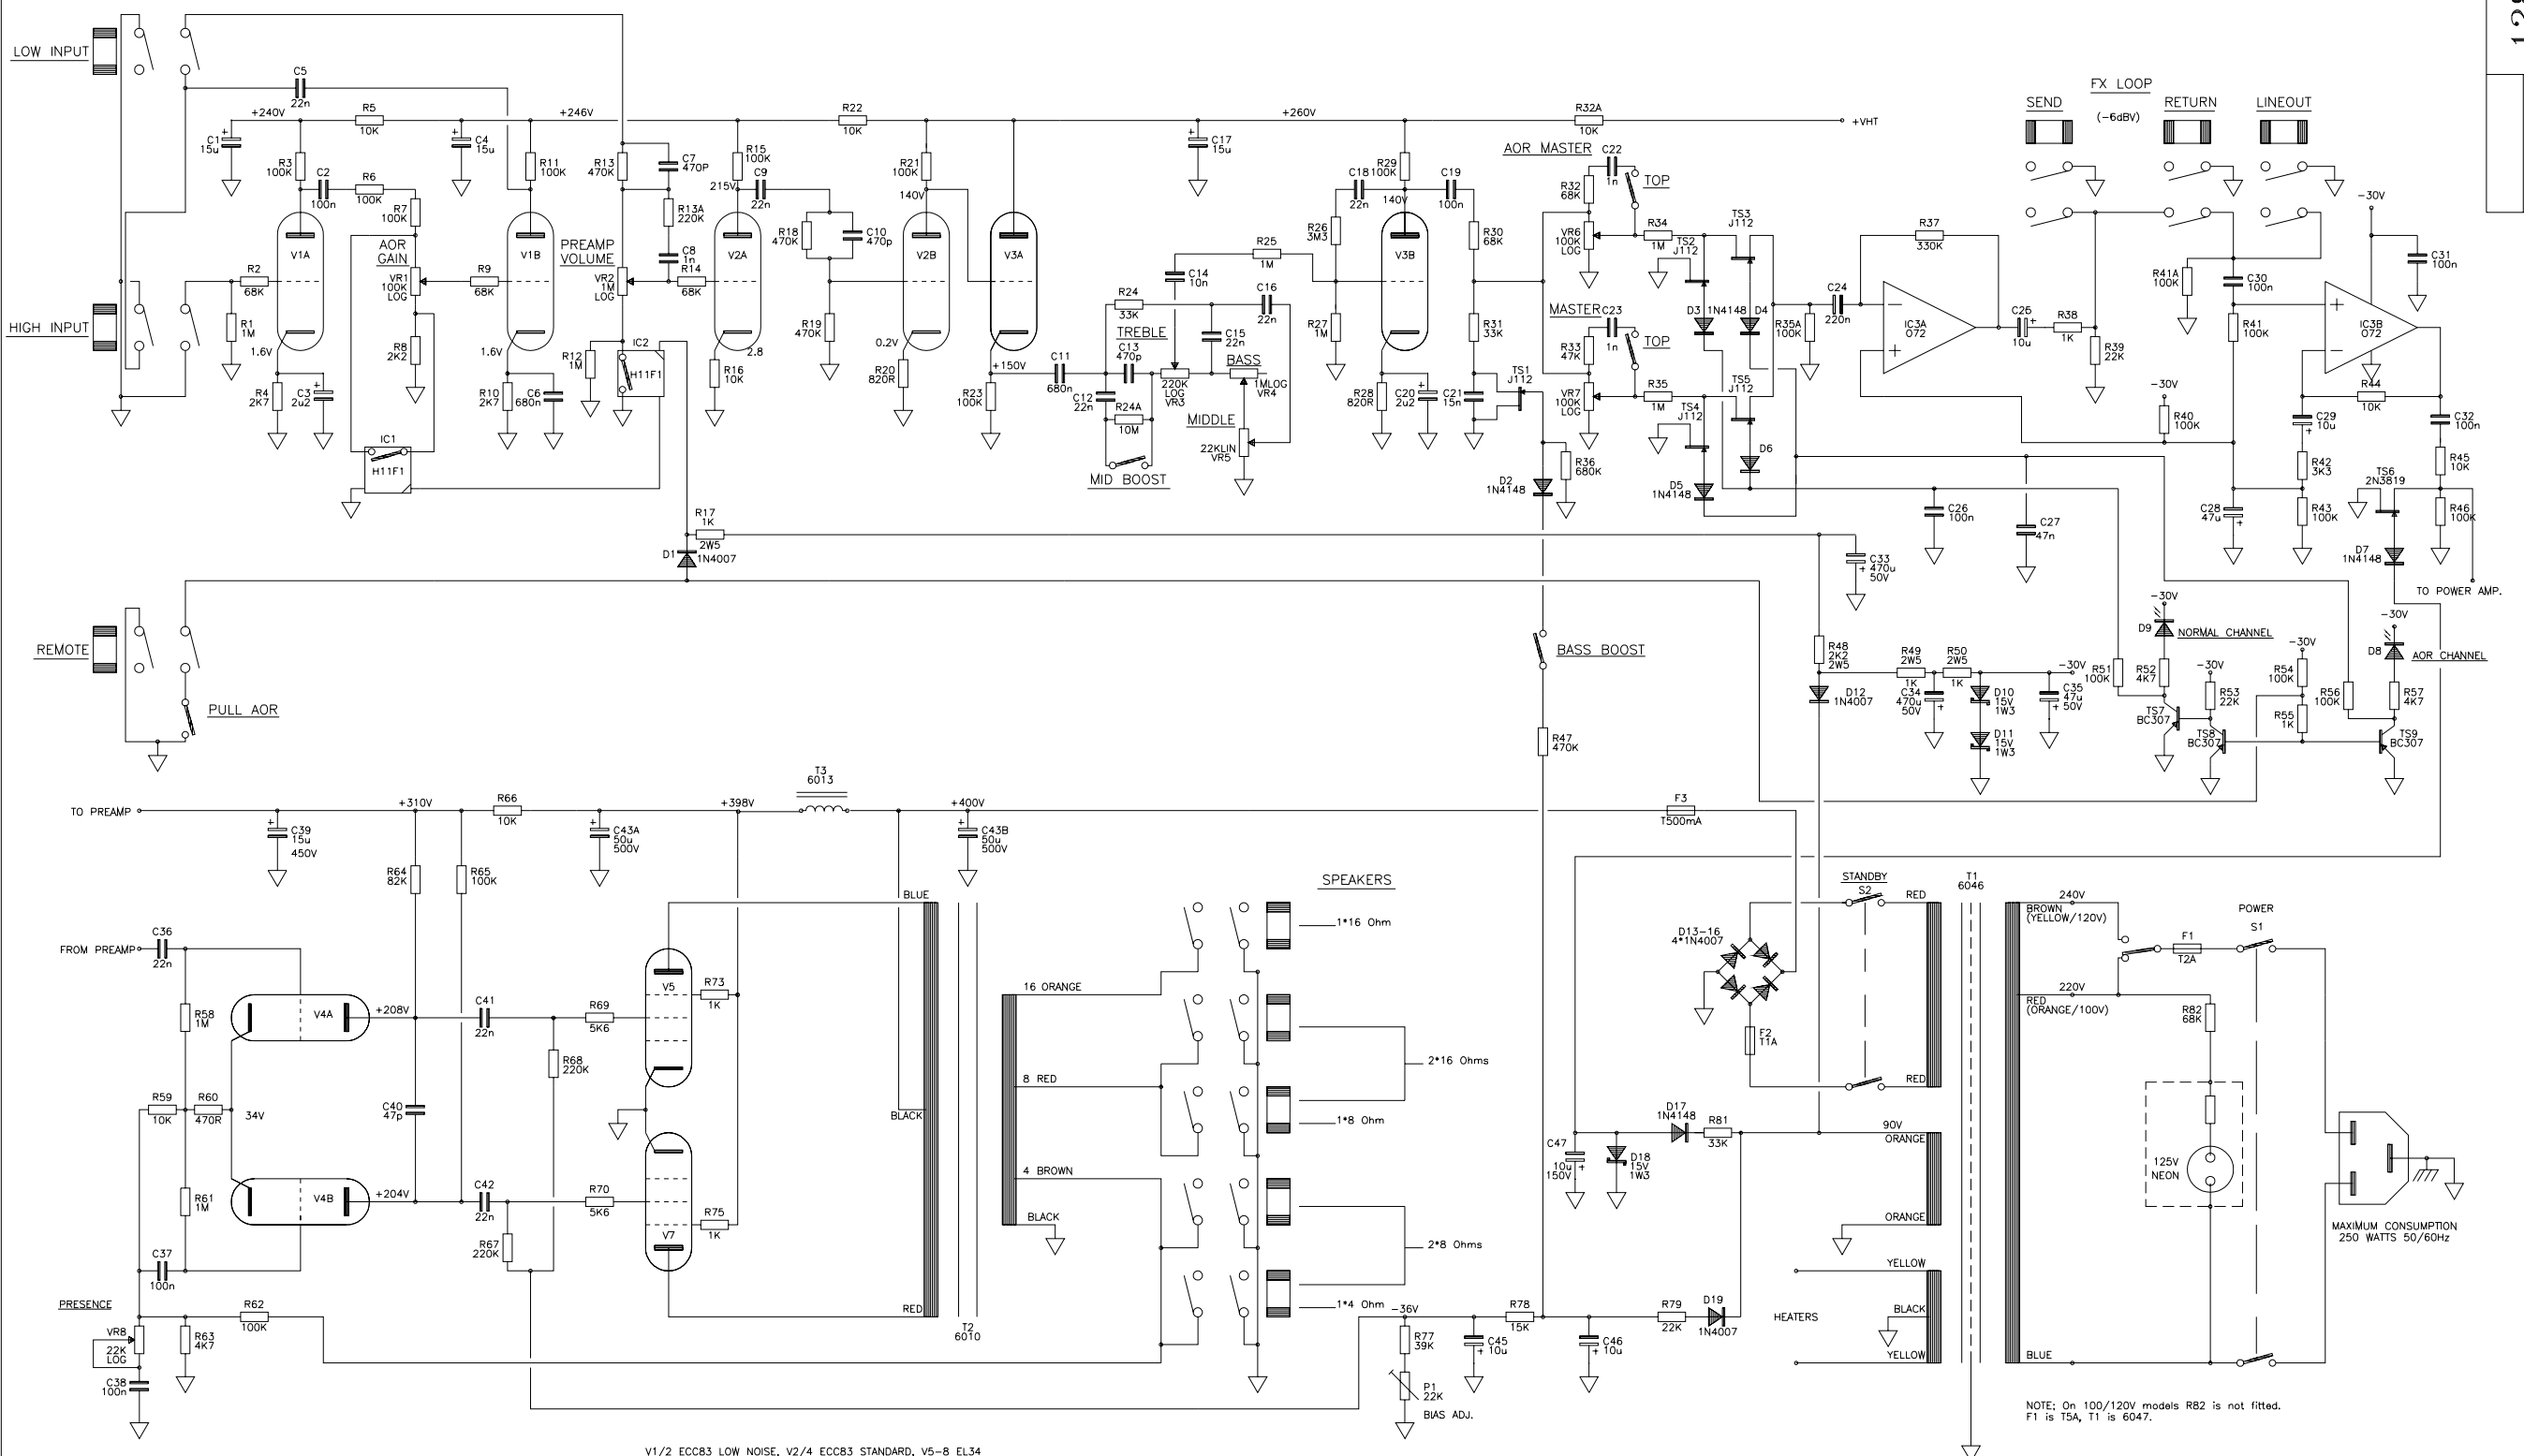 LOW INPUT
HIGH INPUT
C5
22n
+240V
R5
10K
+246V
R22
10K
+260V
R32A
10K
+VHT
C1
15u
R3
100K
C2
100n
R6
100K
R7
100K
C4
15u
R11
100K
R13
470K
C7
470P
R15
100K
215V
C9
22n
R21
100K
140V
C17
15u
R29
100K
C18
22n
140V
C19
100n
AOR MASTER
C22
1n
TOP
R32
68K
VR6
100K
LOG
R34
1M
TS2
J112
TS3
J112
R2
68K
R1
1M
V1A
1.6V
R4
2K7
C3
2u2
AOR
GAIN
VR1
100K
LOG
R8
2K2
IC1
H11F1
R9
68K
V1B
1.6V
R10
2K7
C6
680n
PREAMP
VOLUME
VR2
1M
LOG
R13A
220K
C8
1n
R14
68K
R12
1M
IC2
H11F1
V2A
2.8
R16
10K
R18
470K
C10
470p
R19
470K
V2B
0.2V
R20
820R
V3A
+150V
R23
100K
C11
680n
R24
33K
C12
22n
C13
470p
R24A
10M
MID BOOST
C14
10n
R25
1M
TREBLE
220K
LOG
VR3
C15
22n
C16
22n
BASS
1MLOG
VR4
MIDDLE
22KLIN
VR5
R26
3M3
R27
1M
V3B
R28
820R
C20
2u2
R30
68K
R31
33K
C21
15n
TS1
J112
D2
1N4148
R36
680K
MASTER
C23
1n
TOP
R33
47K
VR7
100K
LOG
R35
1M
TS4
J112
TS5
J112
D3
1N4148
D4
D5
1N4148
D6
R35A
100K
C24
220n
R37
330K
IC3A
072
C25
10u
R38
1K
R39
22K
FX LOOP
(-6dBV)
SEND
RETURN
LINEOUT
-30V
C31
100n
R41A
100K
C30
100n
R41
100K
IC3B
072
-30V
R40
100K
R44
10K
C29
10u
R42
3K3
R43
100K
C28
47u
C32
100n
R45
10K
TS6
2N3819
R46
100K
D7
1N4148
TO POWER AMP.
C26
100n
C27
47n
R17
1K
2W5
D1
1N4007
C33
470u
50V
REMOTE
PULL AOR
BASS BOOST
R47
470K
R48
2K2
2W5
D12
1N4007
R49
2W5
1K
R50
2W5
1K
C34
470u
50V
D10
15V
1W3
D11
15V
1W3
C35
47u
50V
-30V
R51
100K
-30V
D9
NORMAL CHANNEL
R52
4K7
TS7
BC307
-30V
R53
22K
TS8
BC307
-30V
R54
100K
R55
1K
R56
100K
-30V
D8
AOR CHANNEL
R57
4K7
TS9
BC307
TO PREAMP
+310V
R66
10K
+398V
T3
6013
+400V
F3
T500mA
C39
15u
450V
C43A
50u
500V
C43B
50u
500V
R64
82K
R65
100K
FROM PREAMP
C36
22n
R58
1M
V4A
+208V
C41
22n
R69
5K6
R68
220K
R59
10K
R60
470R
34V
C40
47p
R61
1M
V4B
+204V
C42
22n
R70
5K6
R67
220K
C37
100n
PRESENCE
R62
100K
VR8
22K
LOG
R63
4K7
C38
100n
V5
R73
1K
V7
R75
1K
BLUE
BLACK
RED
T2
6010
16 ORANGE
8 RED
4 BROWN
BLACK
SPEAKERS
1*16 Ohm
2*16 Ohms
1*8 Ohm
2*8 Ohms
1*4 Ohm
-36V
R77
39K
P1
22K
BIAS ADJ.
C45
10u
R78
15K
C46
10u
R79
22K
D19
1N4007
D13-16
4*1N4007
F2
T1A
STANDBY
S2
RED
RED
T1
6046
D17
1N4148
R81
33K
90V
ORANGE
C47
10u
150V
D18
15V
1W3
ORANGE
YELLOW
HEATERS
BLACK
YELLOW
240V
BROWN
(YELLOW/120V)
220V
RED
(ORANGE/100V)
F1
T2A
POWER
S1
R82
68K
125V
NEON
BLUE
MAXIMUM CONSUMPTION
250 WATTS 50/60Hz
NOTE; On 100/120V models R82 is not fitted.
F1 is T5A, T1 is 6047.
V1/2 ECC83 LOW NOISE, V2/4 ECC83 STANDARD, V5-8 EL34